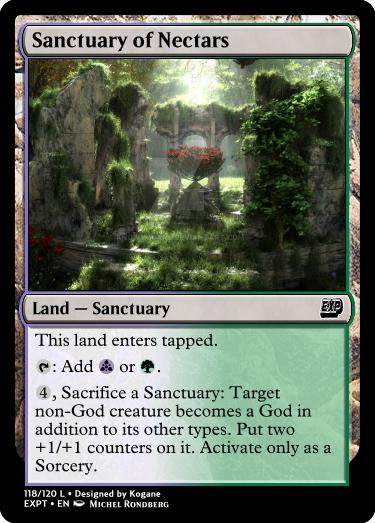 Sanctuary of Nectars
Land — Sanctuary
EXP
This land enters tapped.
: Add or .
4, Sacrifice a Sanctuary: Target
non-God creature becomes a God in
addition to its other types. Put two
+1/+1 counters on it. Activate only as a
Sorcery.
118/120 L • Designed by Kogane
EXPT • EN Michel Rondberg